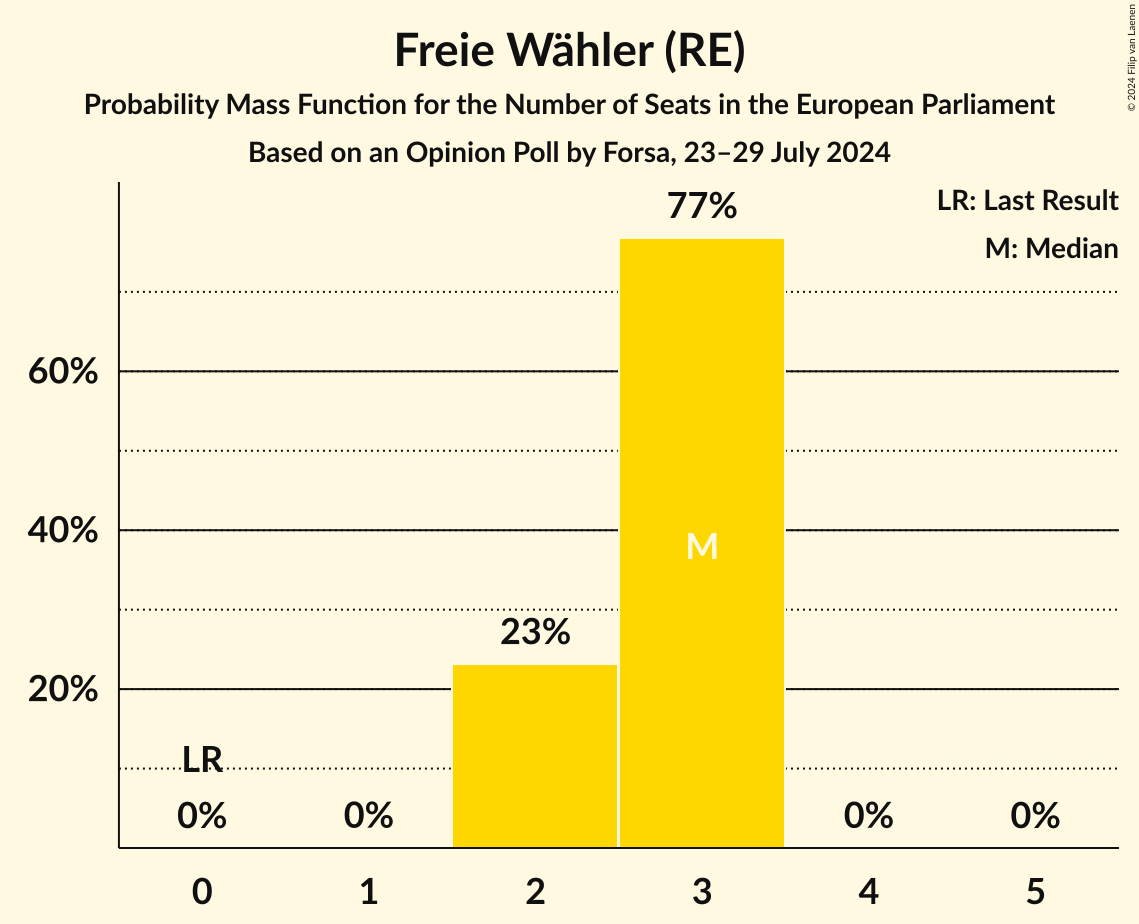 Freie Wähler (RE)
Probability Mass Function for the Number of Seats in the European Parliament
Based on an Opinion Poll by Forsa, 23–29 July 2024
© 2024 Filip van Laenen
LR: Last Result
M: Median
77%
60%
40%
M
23%
20%
LR
0%
0%
0%
0%
0
1
2
3
4
5